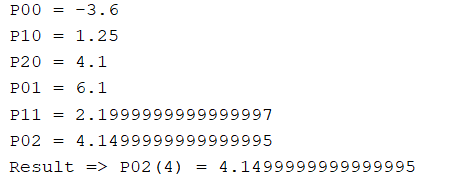 P00 = -3.6
P10 = 1.25
P20 = 4.1
P01 = 6.1
P11 = 2.1999999999999997
P02 = 4.1499999999999995
Result => P02(4) = 4.1499999999999995